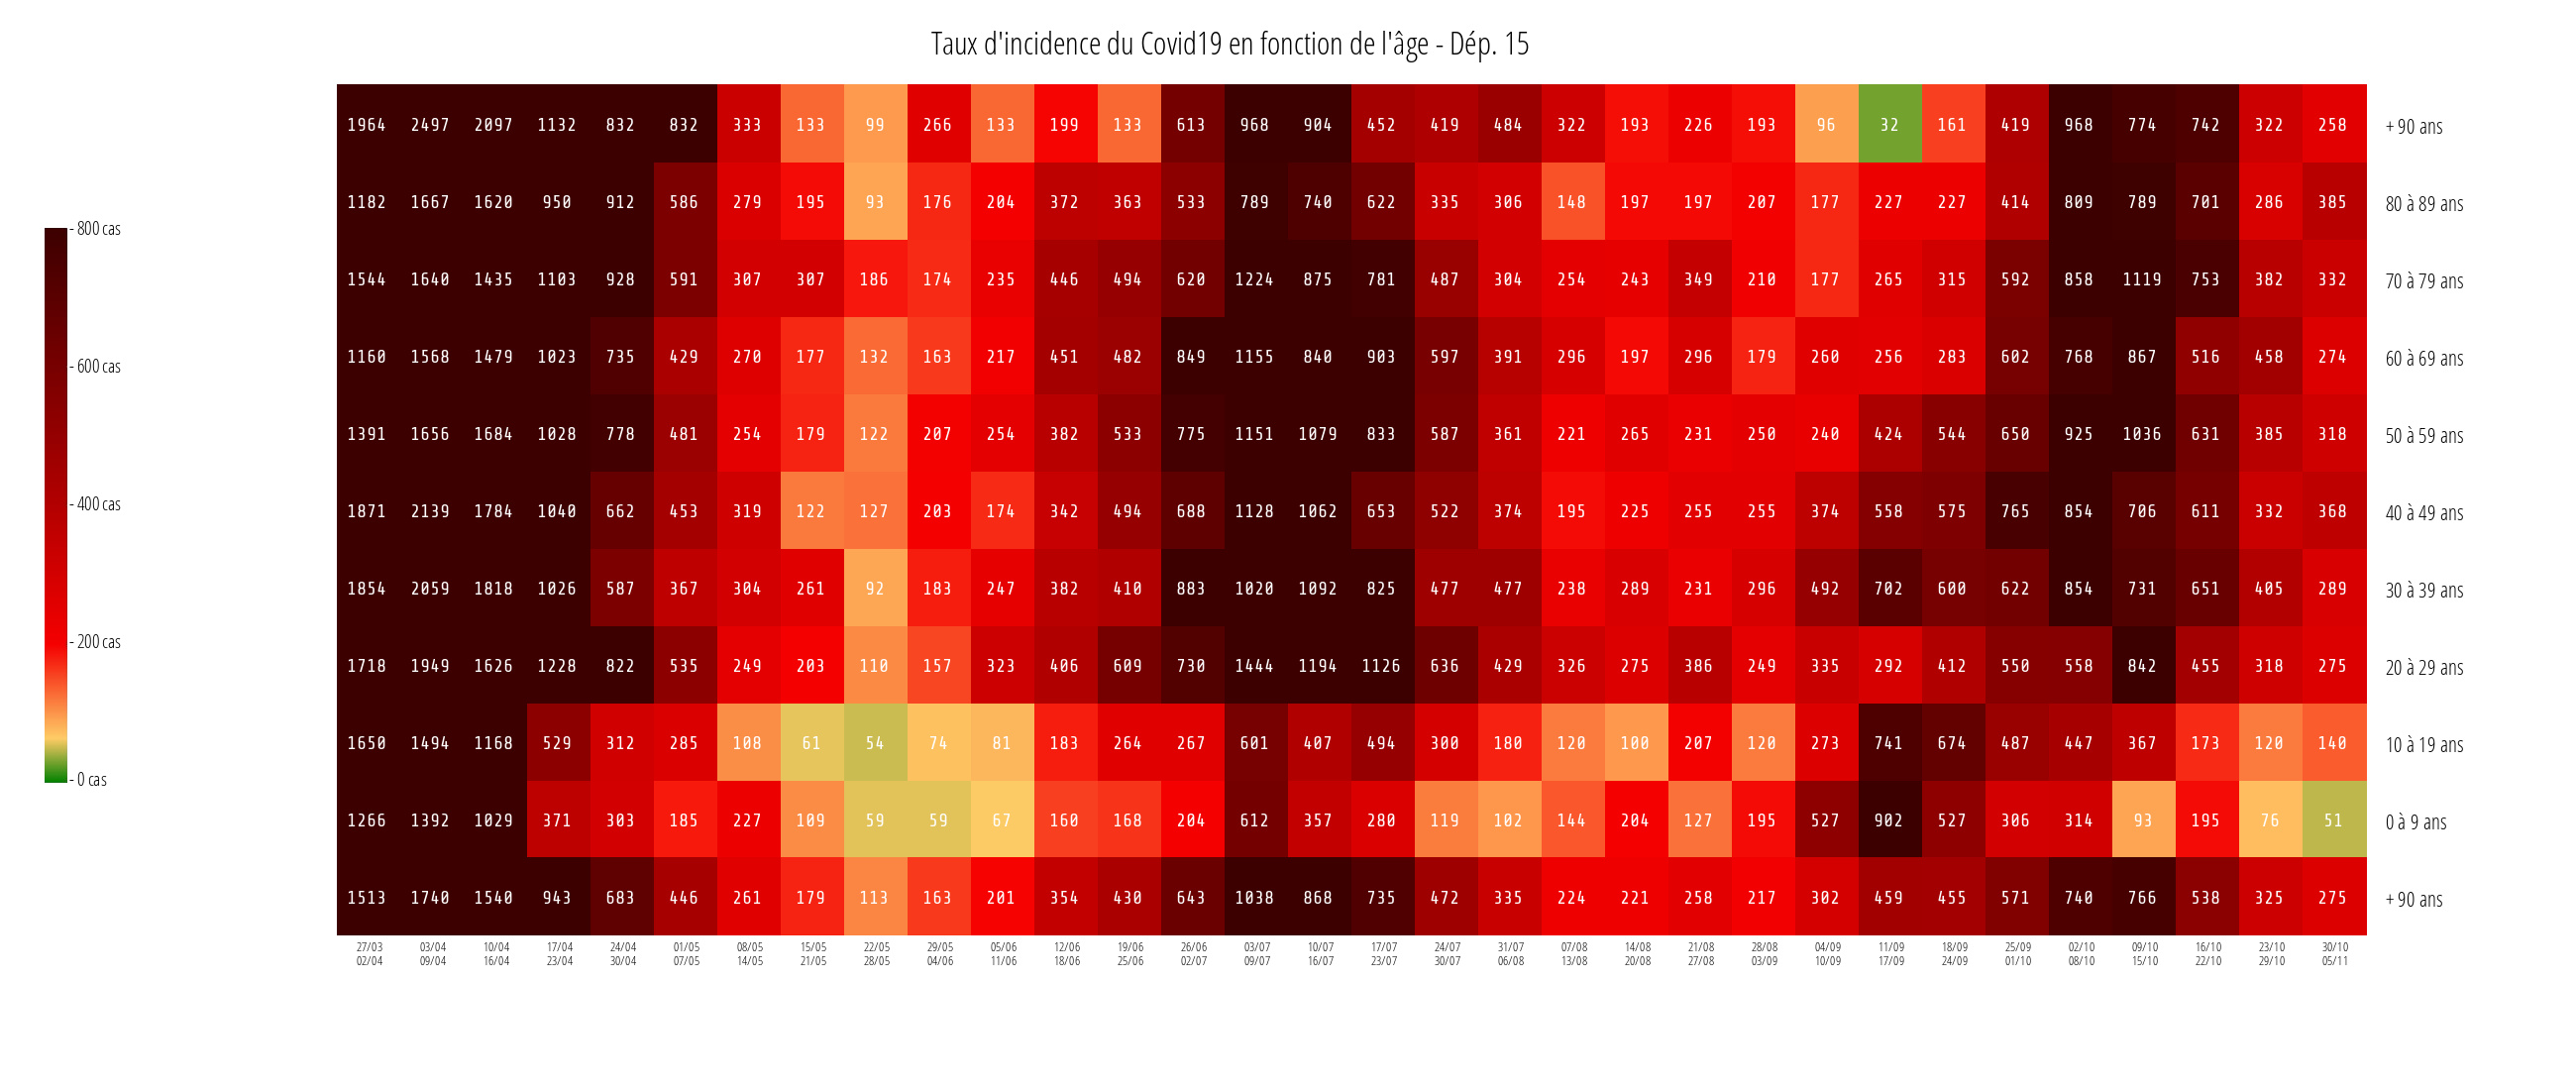 Taux d'incidence du Covid19 en fonction de l'âge - Dép. 15
- 800 cas
- 600 cas
- 400 cas
- 200 cas
- 0 cas
1964 2497 2097 1132 832 832 333 133 99 266 133 199 133 613 968 904 452 419 484 322 193 226 193 96 32 161 419 968 774 742 322 258 + 90 ans
1182 1667 1620 950 912 586 279 195 93 176 204 372 363 533 789 740 622 335 306 148 197 197 207 177 227 227 414 809 789 701 286 385 80 à 89 ans
1544 1640 1435 1103 928 591 307 307 186 174 235 446 494 620 1224 875 781 487 304 254 243 349 210 177 265 315 592 858 1119 753 382 332 70 à 79 ans
1160 1568 1479 1023 735 429 270 177 132 163 217 451 482 849 1155 840 903 597 391 296 197 296 179 260 256 283 602 768 867 516 458 274 60 à 69 ans
1391 1656 1684 1028 778 481 254 179 122 207 254 382 533 775 1151 1079 833 587 361 221 265 231 250 240 424 544 650 925 1036 631 385 318 50 à 59 ans
1871 2139 1784 1040 662 453 319 122 127 203 174 342 494 688 1128 1062 653 522 374 195 225 255 255 374 558 575 765 854 706 611 332 368 40 à 49 ans
1854 2059 1818 1026 587 367 304 261 92 183 247 382 410 883 1020 1092 825 477 477 238 289 231 296 492 702 600 622 854 731 651 405 289 30 à 39 ans
1718 1949 1626 1228 822 535 249 203 110 157 323 406 609 730 1444 1194 1126 636 429 326 275 386 249 335 292 412 550 558 842 455 318 275 20 à 29 ans
1650 1494 1168 529 312 285 108 61 54 74 81 183 264 267 601 407 494 300 180 120 100 207 120 273 741 674 487 447 367 173 120 140 10 à 19 ans
1266 1392 1029 371 303 185 227 109 59 59 67 160 168 204 612 357 280 119 102 144 204 127 195 527 902 527 306 314 93 195 76 51 0 à 9 ans
1513 1740 1540 943 683 446 261 179 113 163 201 354 430 643 1038 868 735 472 335 224 221 258 217 302 459 455 571 740 766 538 325 275 + 90 ans
27/03 03/04 10/04 17/04 24/04 01/05 08/05 15/05 22/05 29/05 05/06 12/06 19/06 26/06 03/07 10/07 17/07 24/07 31/07 07/08 14/08 21/08 28/08 04/09 11/09 18/09 25/09 02/10 09/10 16/10 23/10 30/10
02/04 09/04 16/04 23/04 30/04 07/05 14/05 21/05 28/05 04/06 11/06 18/06 25/06 02/07 09/07 16/07 23/07 30/07 06/08 13/08 20/08 27/08 03/09 10/09 17/09 24/09 01/10 08/10 15/10 22/10 29/10 05/11